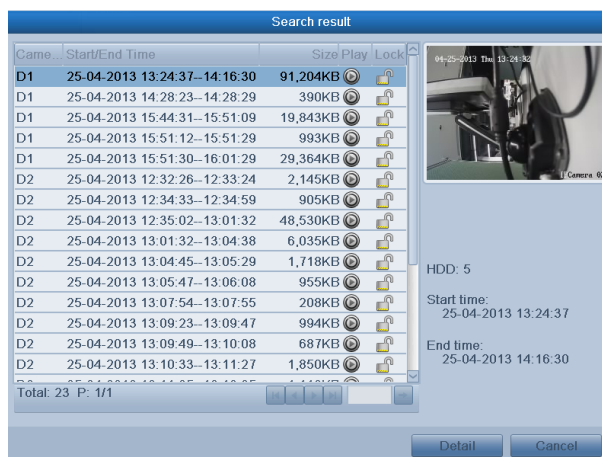 Search result
Came... Start/End Time Size Play Lock
D1 25-04-2013 13:24:37--14:16:30 91,204KB
D1 25-04-2013 14:28:23--14:28:29 390KB
D1 25-04-2013 15:44:31--15:51:09 19,843KB
D1 25-04-2013 15:51:12--15:51:29 993KB
D1 25-04-2013 15:51:30--16:01:29 29,364KB
D2 25-04-2013 12:32:26--12:33:24 2,145KB
D2 25-04-2013 12:34:33--12:34:59 905KB
D2 25-04-2013 12:35:02--13:01:32 48,530KB
D2 25-04-2013 13:01:32--13:04:38 6,035KB
D2 25-04-2013 13:04:45--13:05:29 1,718KB
D2 25-04-2013 13:05:47--13:06:08 955KB
D2 25-04-2013 13:07:54--13:07:55 208KB
D2 25-04-2013 13:09:23--13:09:47 994KB
D2 25-04-2013 13:09:49--13:10:08 687KB
D2 25-04-2013 13:10:33--13:11:27 1,850KB
Total: 23 P: 1/1
04-25-2013 Thu
Camera 02
HDD: 5
Start time:
25-04-2013 13:24:37
End time:
25-04-2013 14:16:30
Detail
Cancel